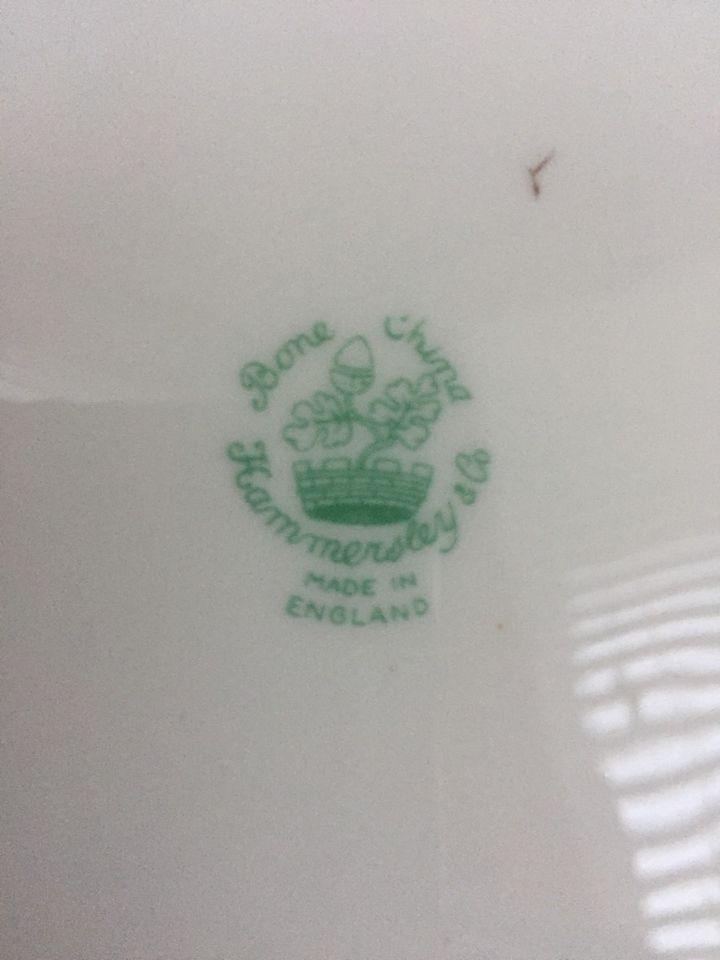 Bone China
Hammersley & Co
MADE IN
ENGLAND